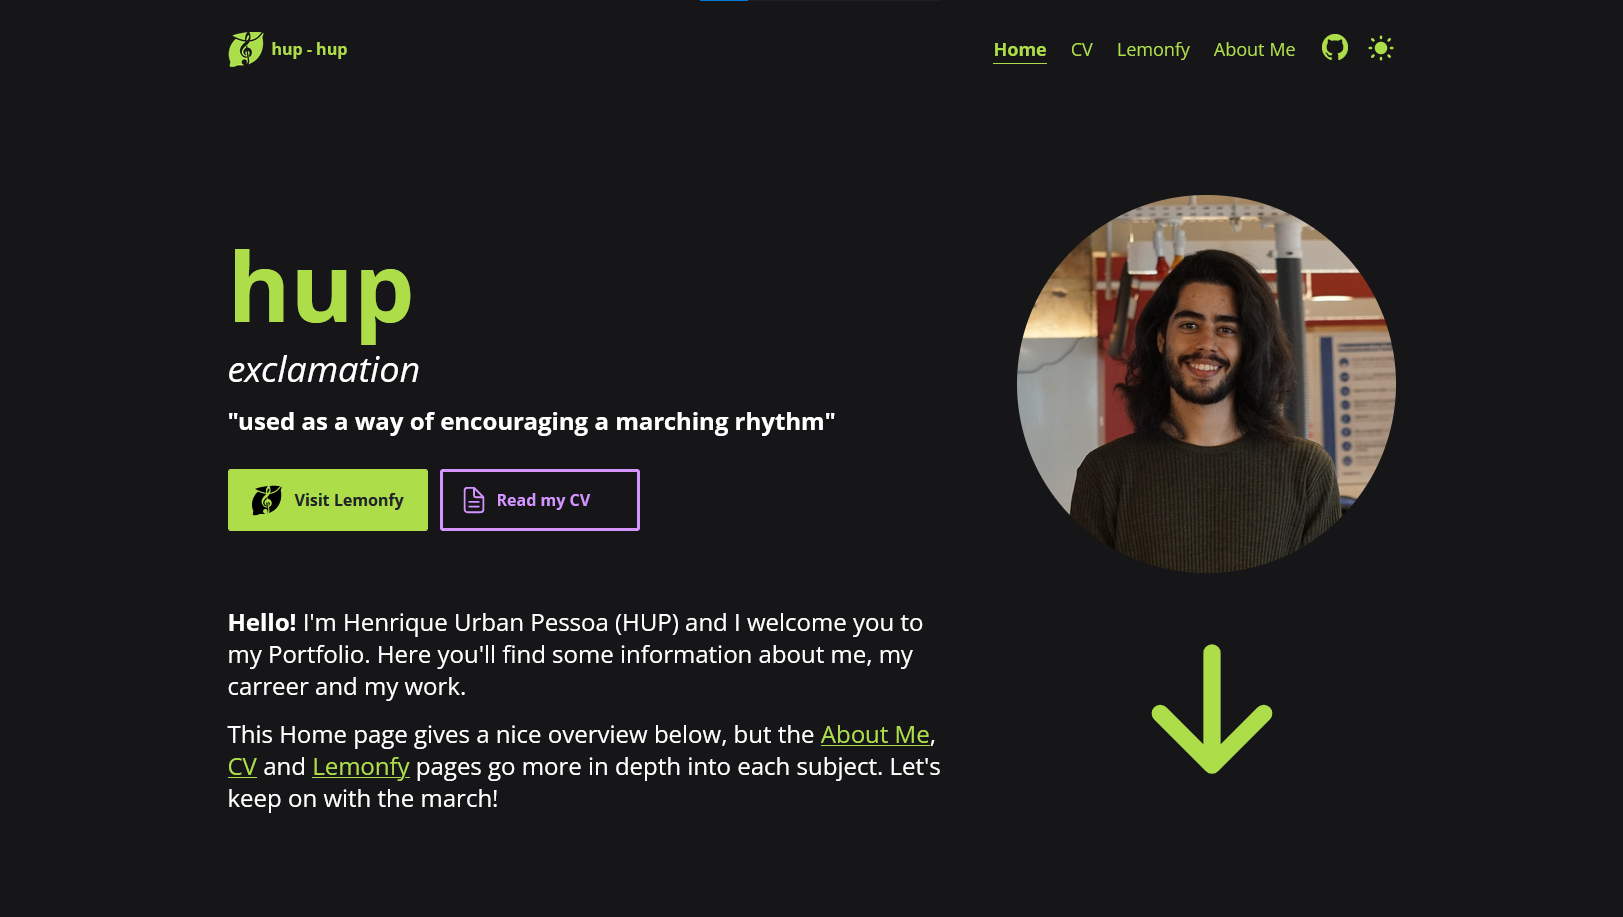 hup - hup
Home CV Lemonfy About Me
hup
exclamation
"used as a way of encouraging a marching rhythm"
Visit Lemonfy
Read my CV
Hello! I'm Henrique Urban Pessoa (HUP) and I welcome you to
my Portfolio. Here you'll find some information about me, my
carreer and my work.
This Home page gives a nice overview below, but the About Me,
CV and Lemonfy pages go more in depth into each subject. Let's
keep on with the march!